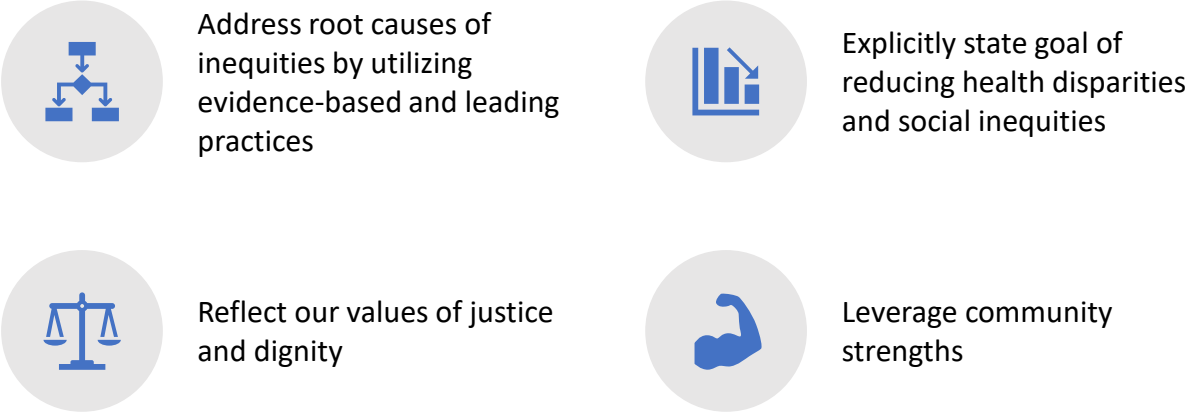 Address root causes of
inequities by utilizing
evidence-based and leading
practices
Explicitly state goal of
reducing health disparities
and social inequities
Reflect our values of justice
and dignity
Leverage community
strengths